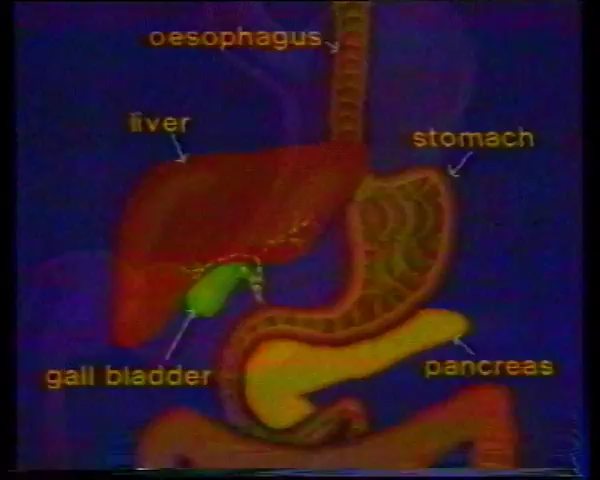 oesophagus
liver
stomach
gall bladder
pancreas